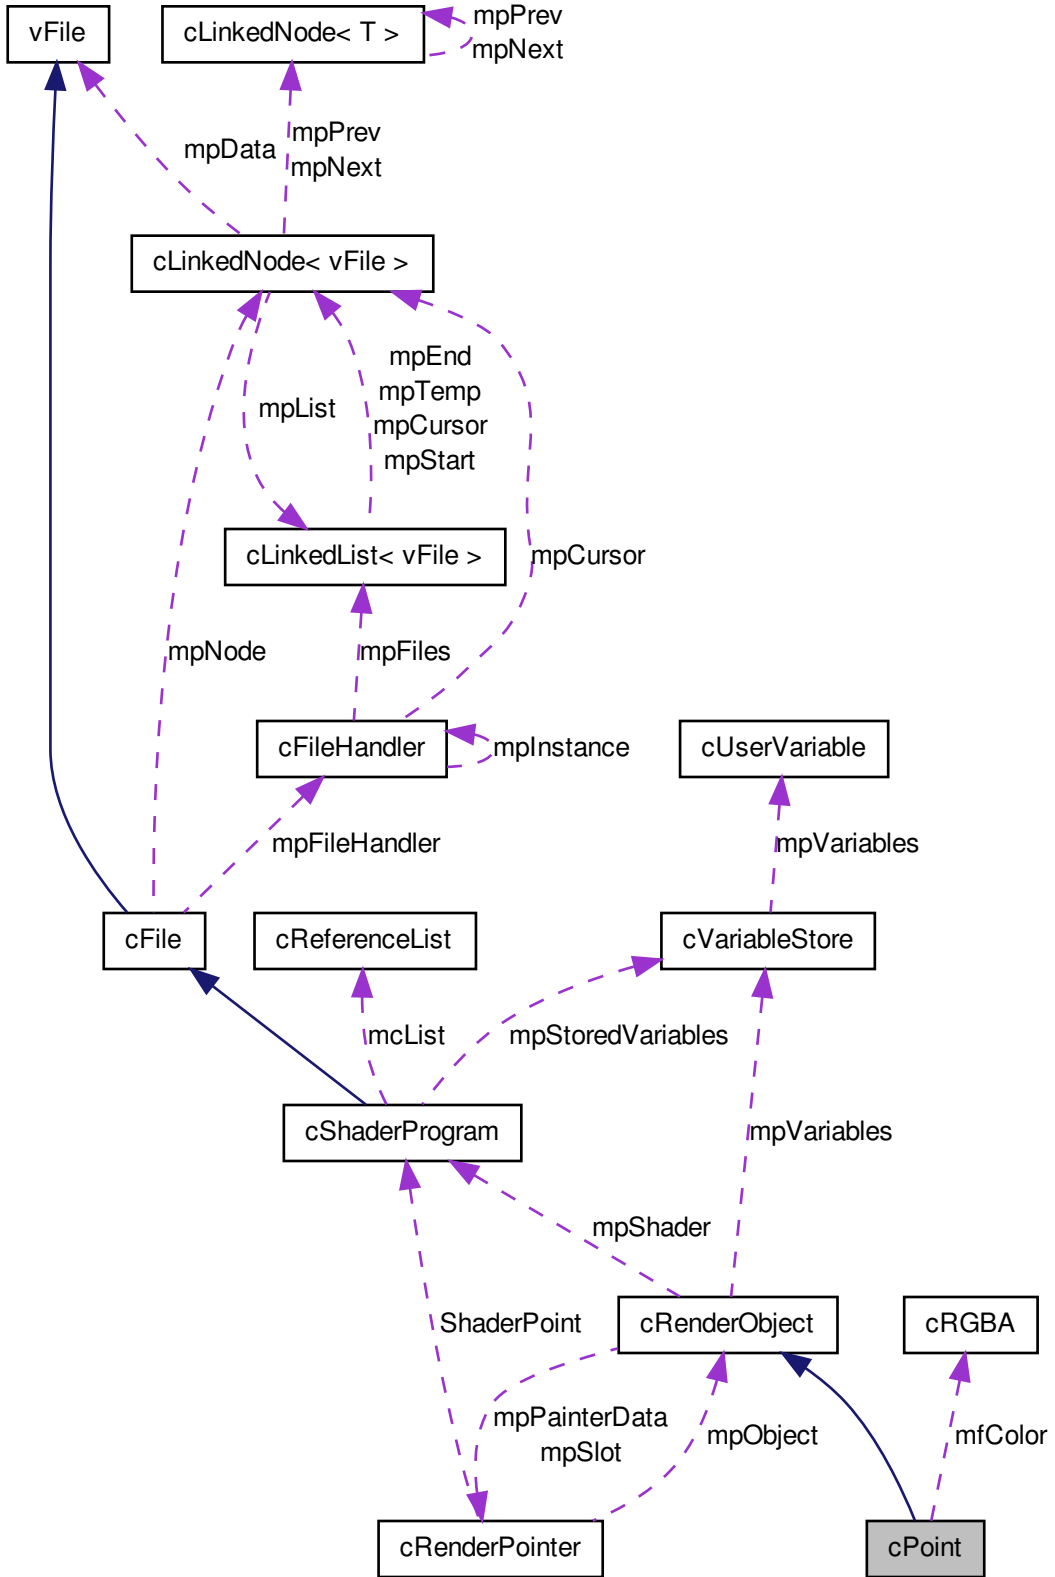 vFile
cLinkedNode< T >
mpPrev
mpNext
mpData
mpPrev
mpNext
cLinkedNode< vFile >
mpList
mpEnd
mpTemp
mpCursor
mpStart
cLinkedList< vFile >
mpCursor
mpNode
mpFiles
cFileHandler
mpInstance
cUserVariable
mpFileHandler
mpVariables
cFile
cReferenceList
cVariableStore
mcList
mpStoredVariables
cShaderProgram
mpVariables
mpShader
ShaderPoint
cRenderObject
cRGBA
mpPainterData
mpSlot
mpObject
mfColor
cRenderPointer
cPoint